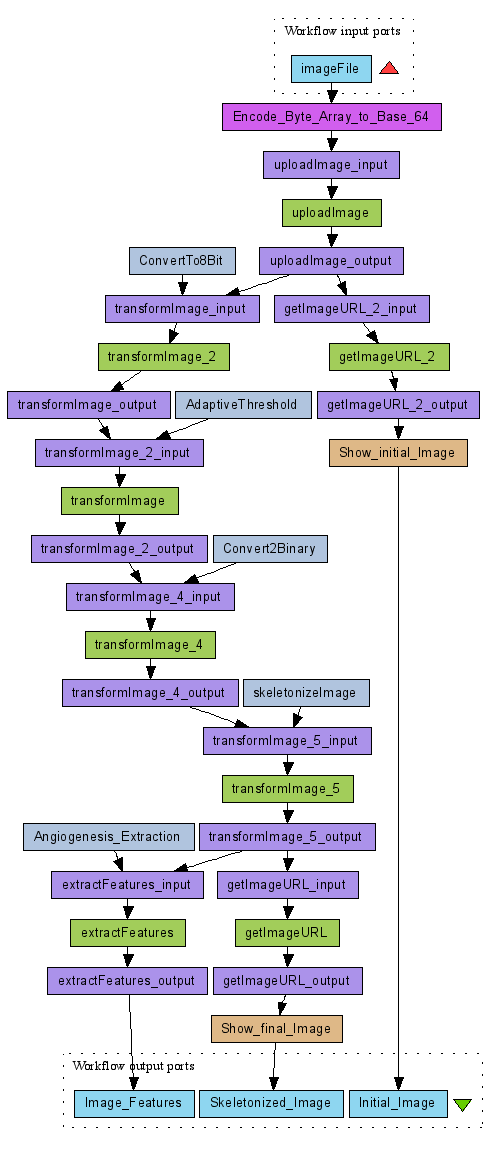 Workflow input ports
imageFile
Encode_Byte_Array_to_Base_64
uploadImage_input
uploadImage
ConvertTo8Bit
uploadImage_output
transformImage_input
getImageURL_2_input
transformImage_2
getImageURL_2
transformImage_output
AdaptiveThreshold
getImageURL_2_output
transformImage_2_input
Show_initial_Image
transformImage
transformImage_2_output
Convert2Binary
transformImage_4_input
transformImage_4
transformImage_4_output
skeletonizeImage
transformImage_5_input
transformImage_5
Angiogenesis_Extraction
transformImage_5_output
extractFeatures_input
getImageURL_input
extractFeatures
getImageURL
extractFeatures_output
getImageURL_output
Show_final_Image
Workflow output ports
Image_Features
Skeletonized_Image
Initial_Image